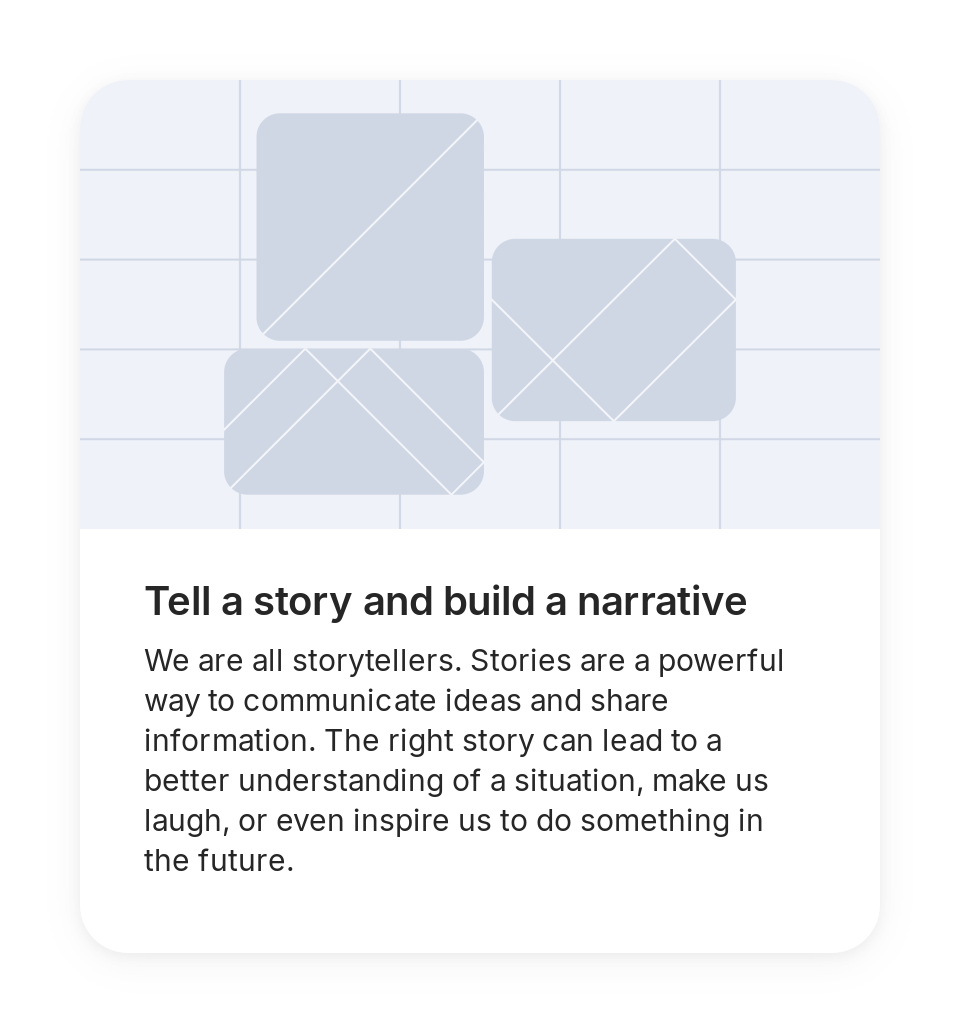 Tell a story and build a narrative
We are all storytellers. Stories are a powerful
way to communicate ideas and share
information. The right story can lead to a
better understanding of a situation, make us
laugh, or even inspire us to do something in
the future.